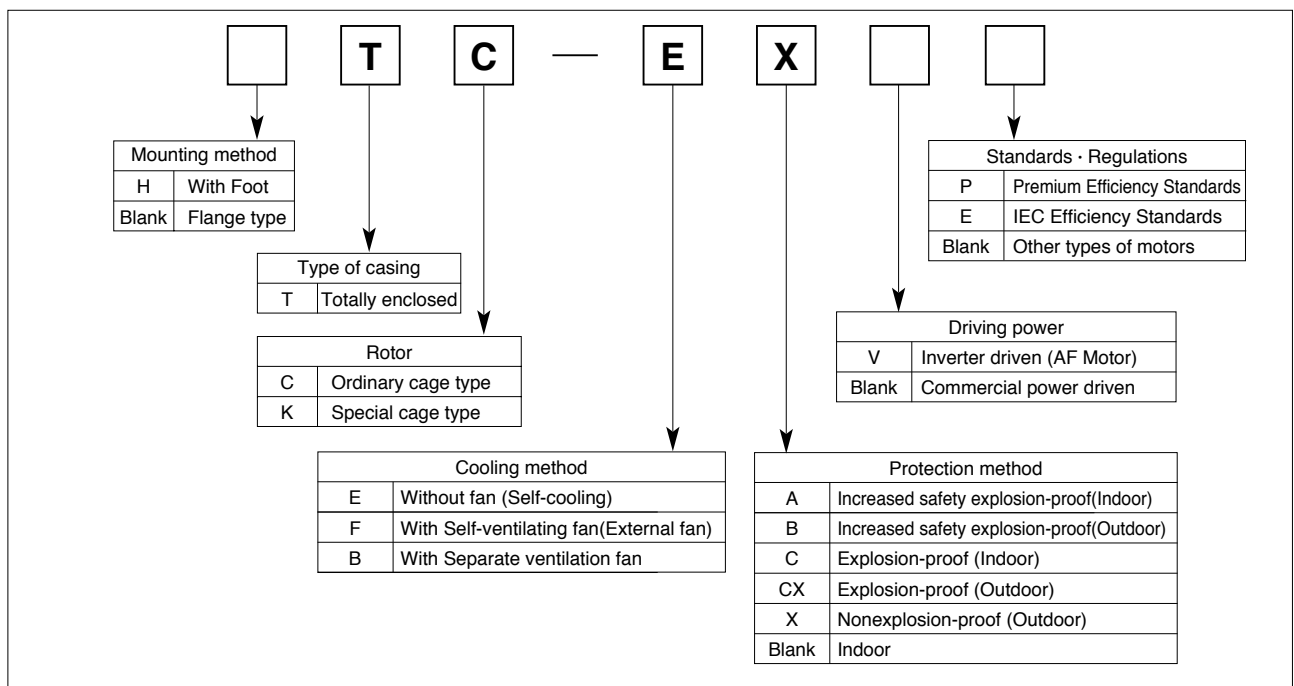 T C — E X
Mounting method
H With Foot
Blank Flange type
Type of casing
T Totally enclosed
Rotor
C Ordinary cage type
K Special cage type
Cooling method
E Without fan (Self-cooling)
F With Self-ventilating fan(External fan)
B With Separate ventilation fan
Standards · Regulations
P Premium Efficiency Standards
E IEC Efficiency Standards
Blank Other types of motors
Driving power
V Inverter driven (AF Motor)
Blank Commercial power driven
Protection method
A Increased safety explosion-proof(Indoor)
B Increased safety explosion-proof(Outdoor)
C Explosion-proof (Indoor)
CX Explosion-proof (Outdoor)
X Nonexplosion-proof (Outdoor)
Blank Indoor